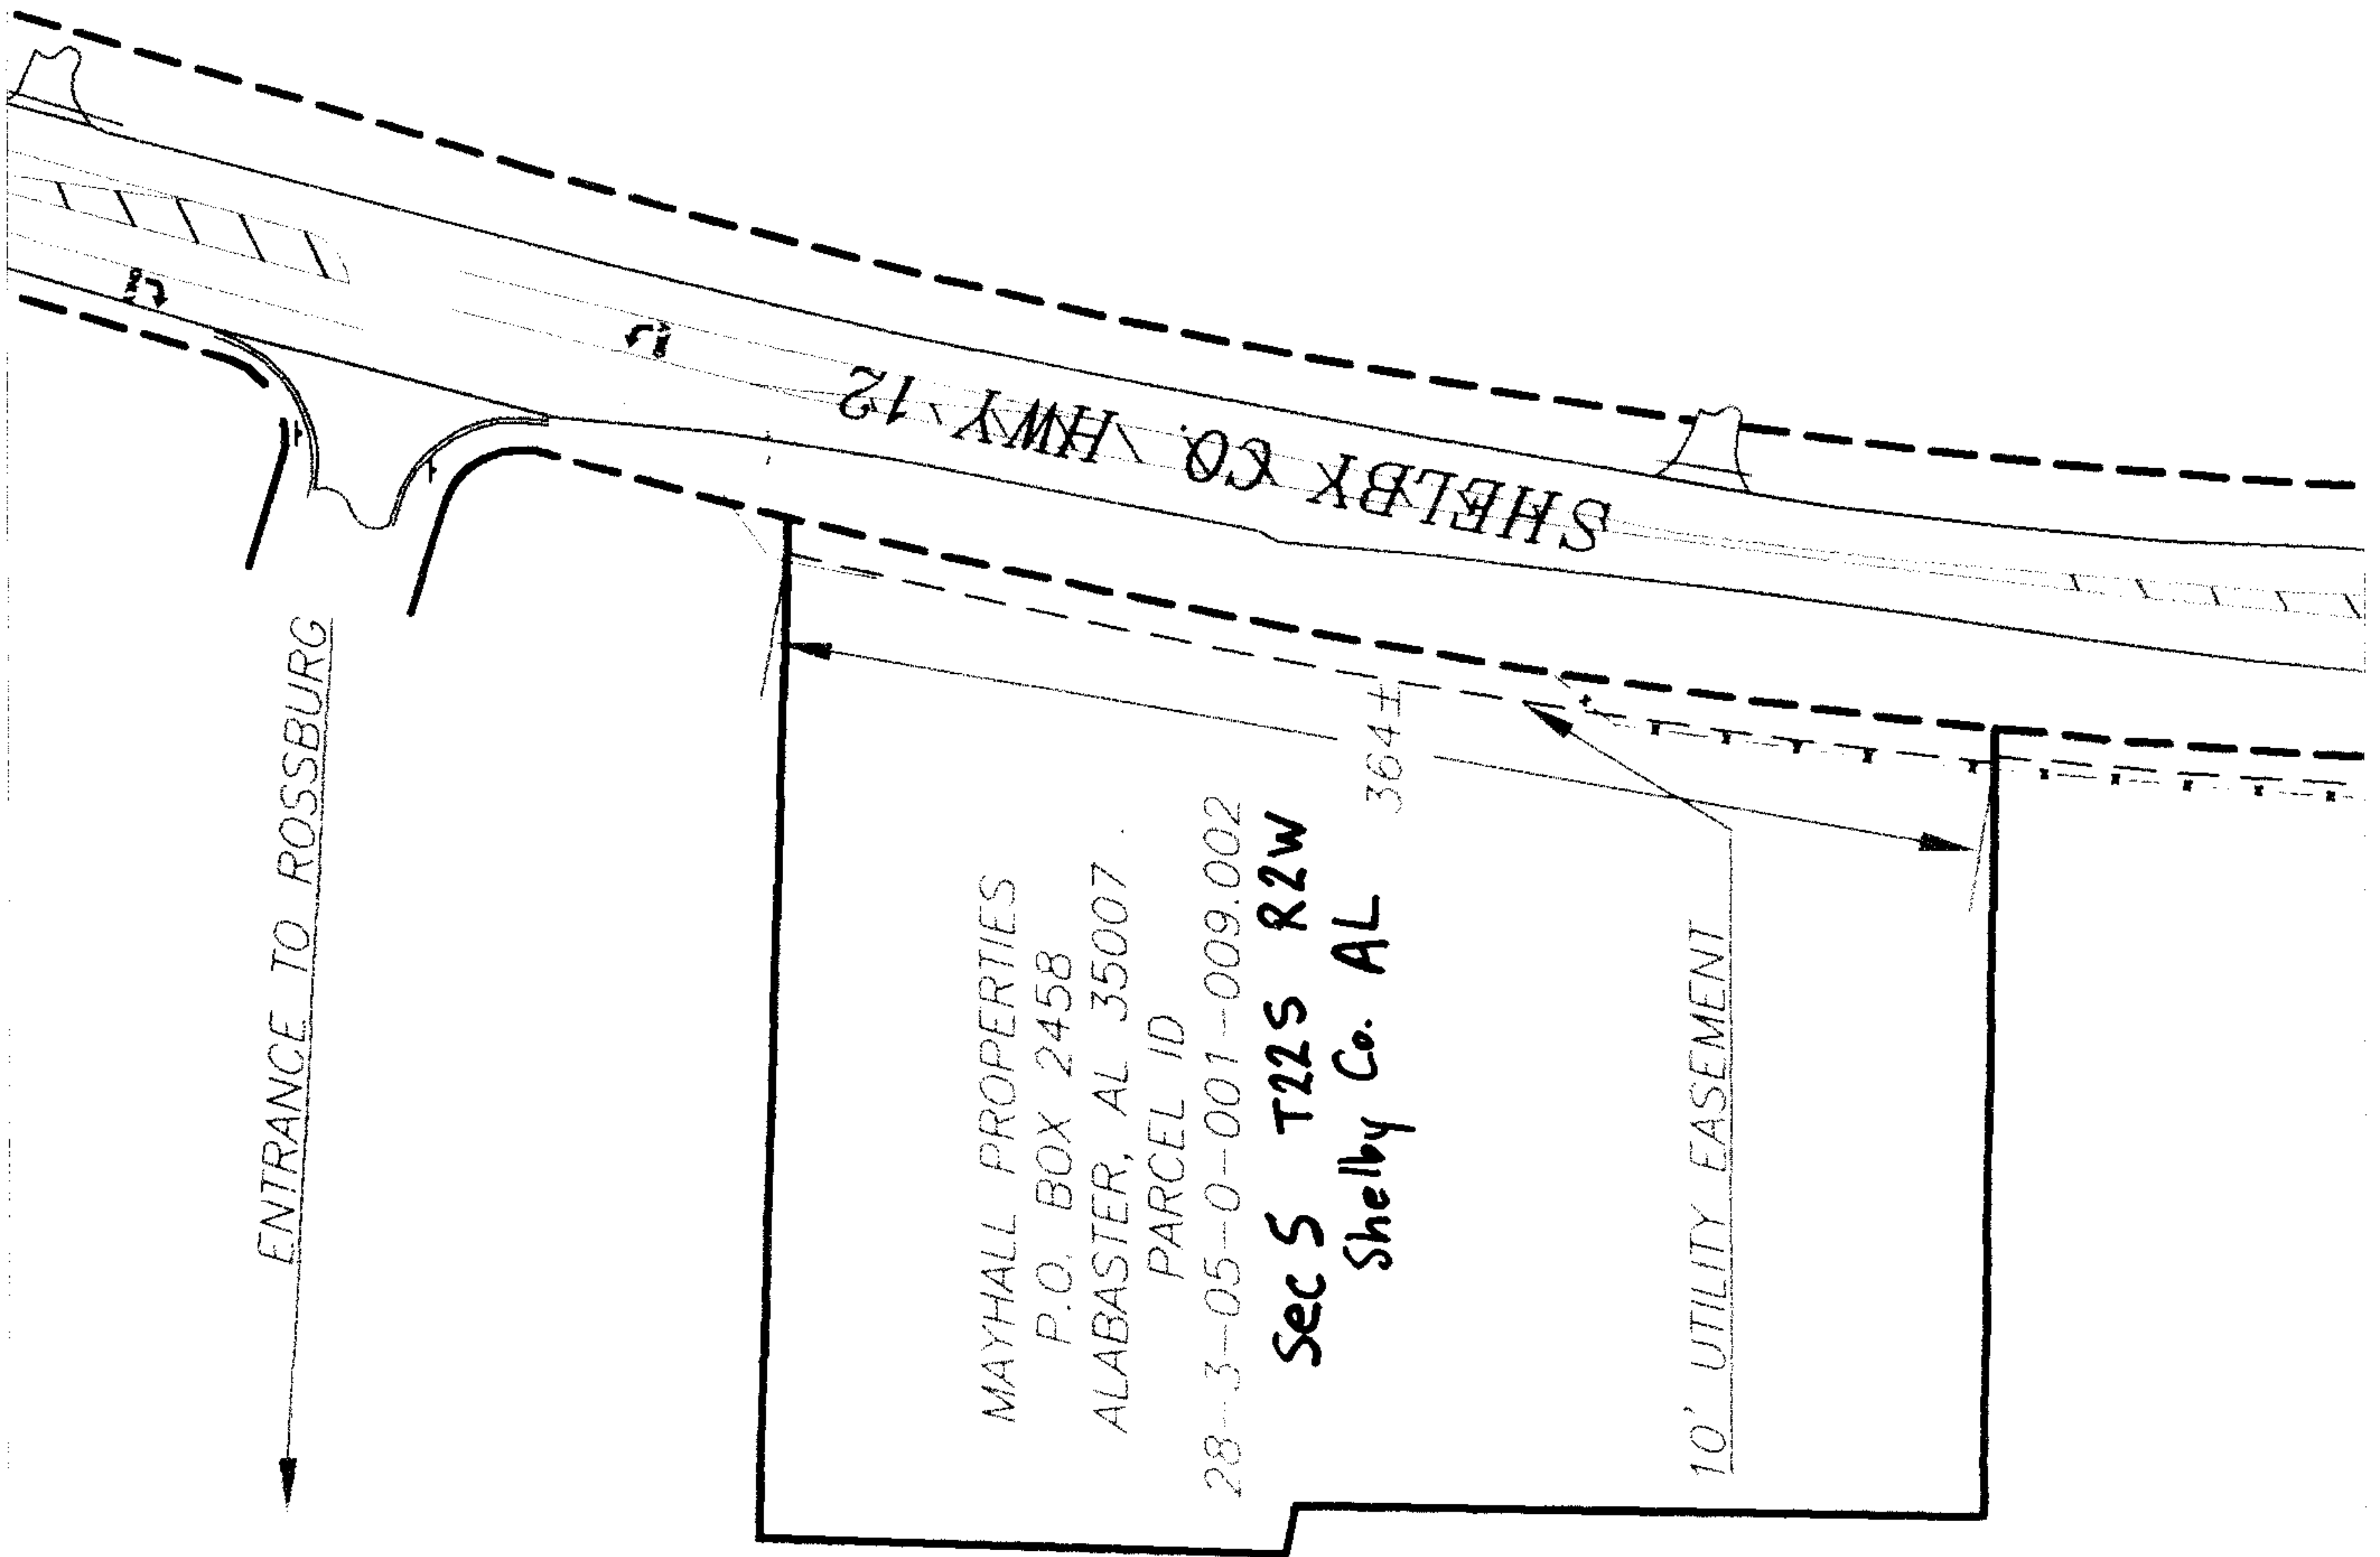 SHELBY CO. HWY 12
ENTRANCE TO ROSSBURG
MAYHALL PROPERTIES
P.O. BOX 2458
ALABASTER, AL 35007
PARCEL ID
28-3-05-0-001-009.002
Sec 5 T22S R2W
Shelby Co. AL
364±
10' UTILITY EASEMENT